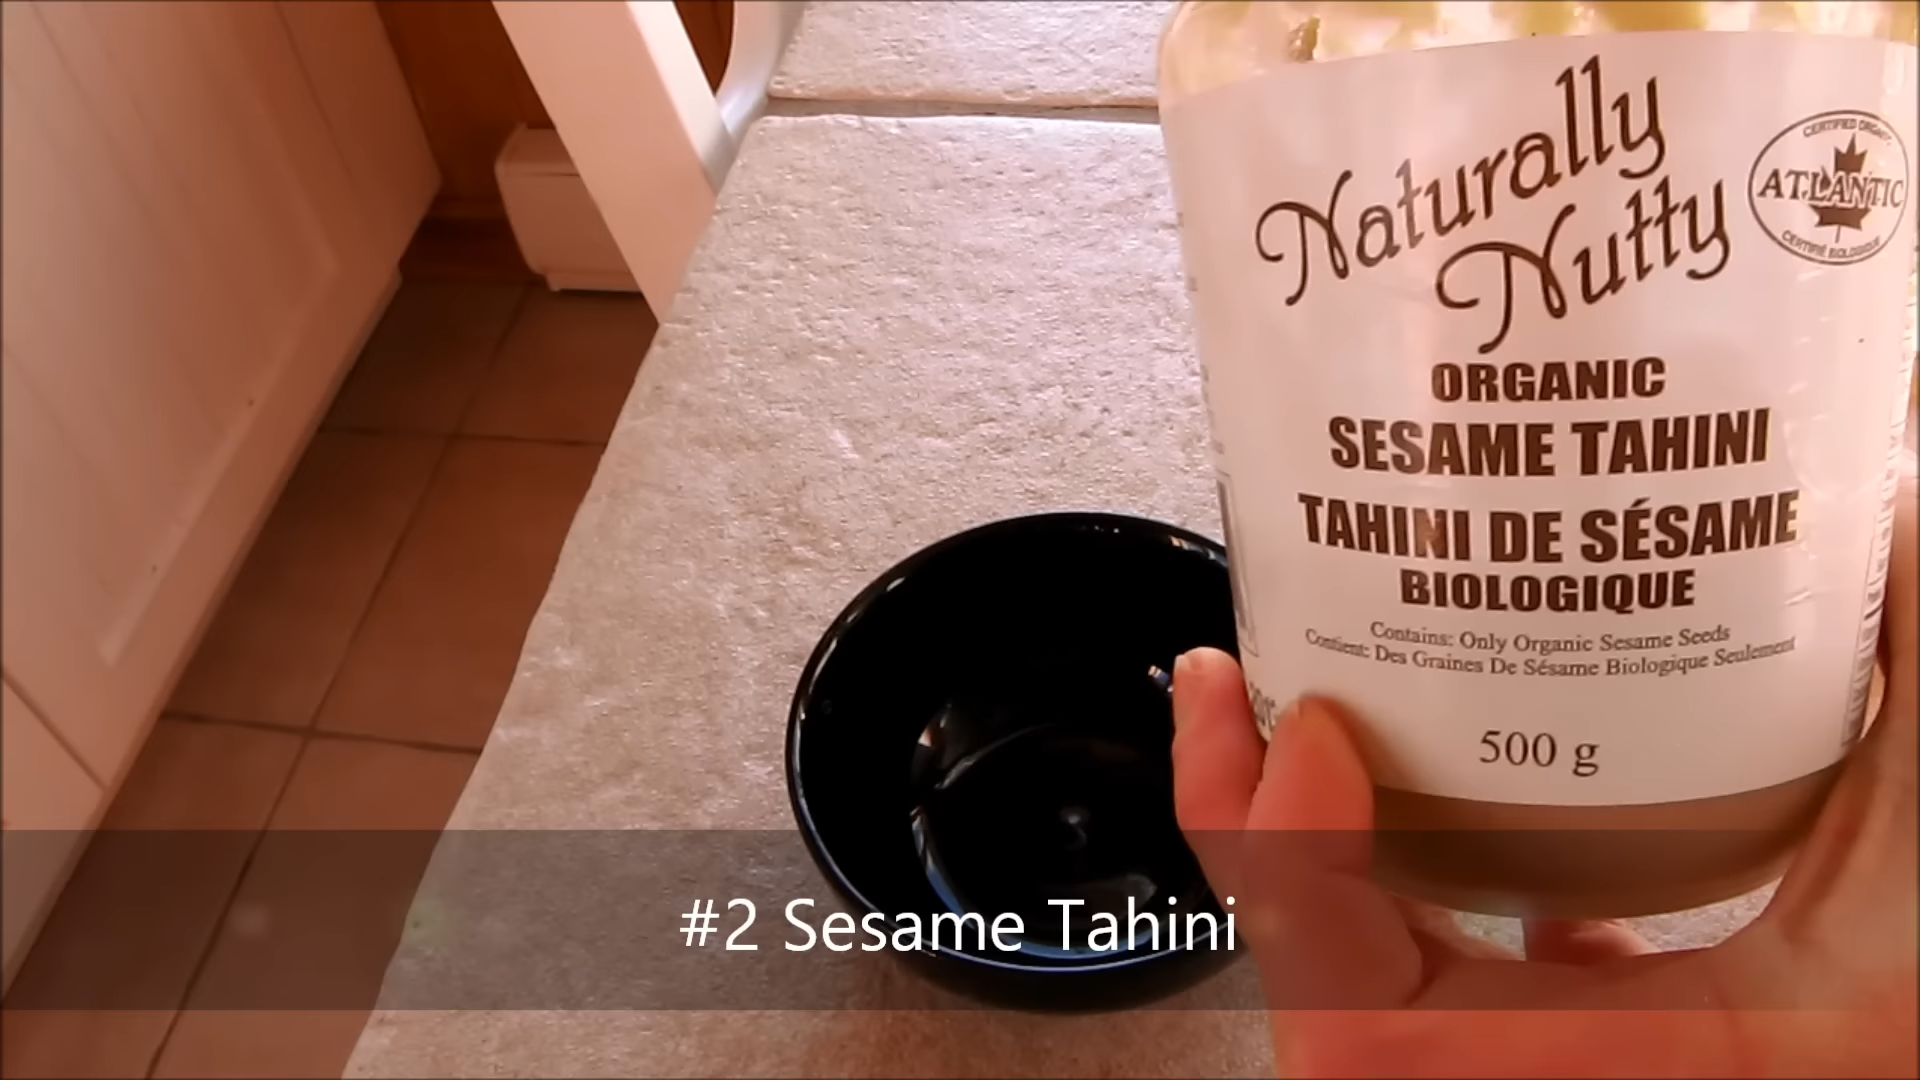 Naturally
Nutty
CERTIFIED ORGANIC
ATLANTIC
CERTIFIÉ BIOLOGIQUE
ORGANIC
SESAME TAHINI
TAHINI DE SÉSAME
BIOLOGIQUE
Contains: Only Organic Sesame Seeds
Contient: Des Graines De Sésame Biologique Seulement
500 g
#2 Sesame Tahini